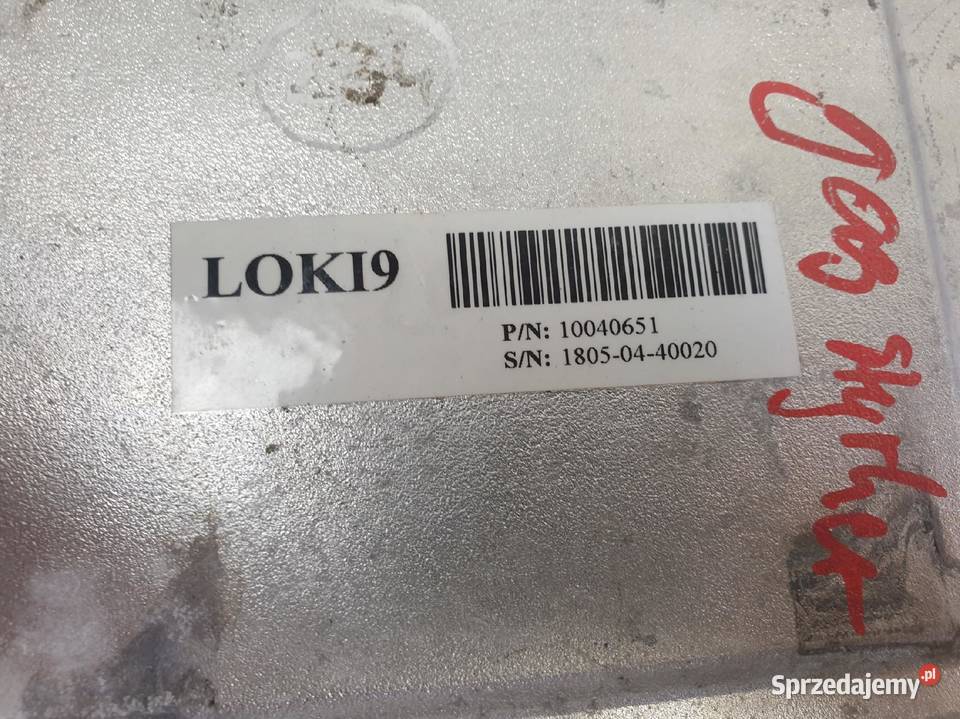 LOKI9
P/N: 10040651
S/N: 1805-04-40020
Sprzedajemy.pl